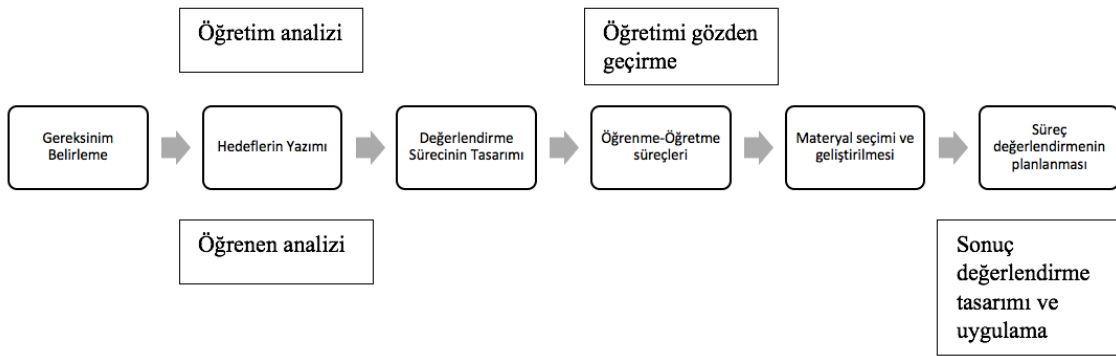 Öğretim analizi
Öğretimi gözden
geçirme
Gereksinim
Belirleme
Hedeflerin Yazımı
Değerlendirme
Sürecinin Tasarımı
Öğrenme-Öğretme
süreçleri
Materyal seçimi ve
geliştirilmesi
Süreç
değerlendirmenin
planlanması
Öğrenen analizi
Sonuç
değerlendirme
tasarımı ve
uygulama